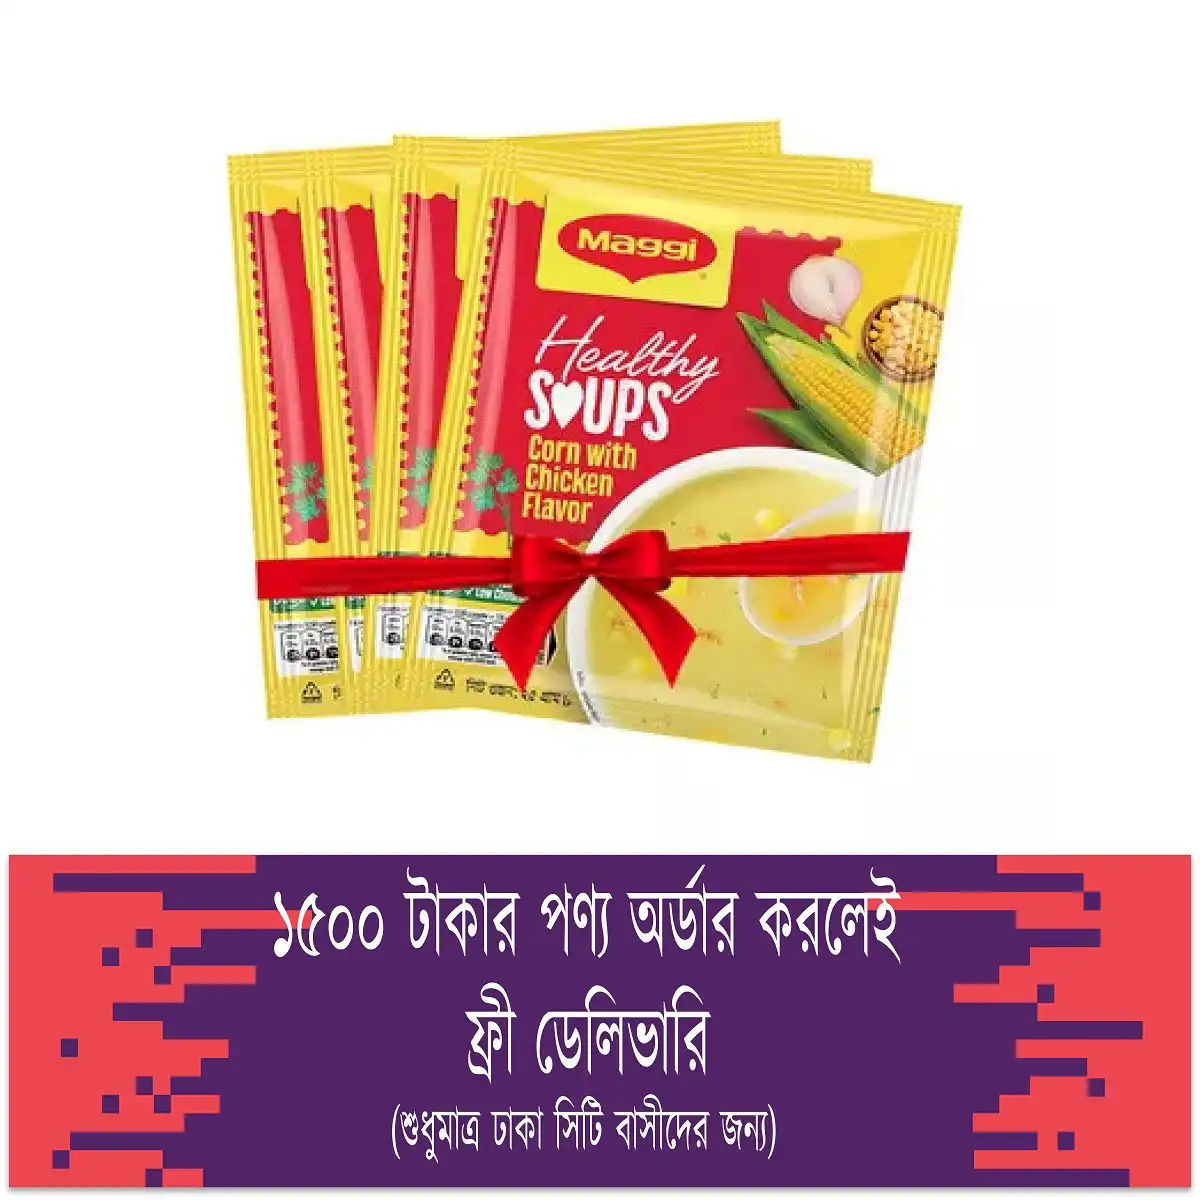 Maggi
Healthy
SOUPS
Corn with
Chicken
Flavor
১৫০০ টাকার পণ্য অর্ডার করলেই
ফ্রী ডেলিভারি
(শুধুমাত্র ঢাকা সিটি বাসীদের জন্য)